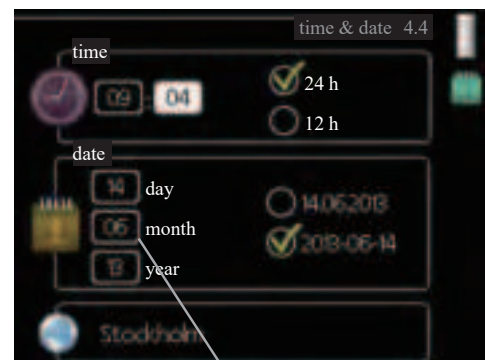 time & date 4.4
time
09 : 04
24 h
12 h
date
14 day
06 month
13 year
14.06.2013
2013-06-14
Stockholm